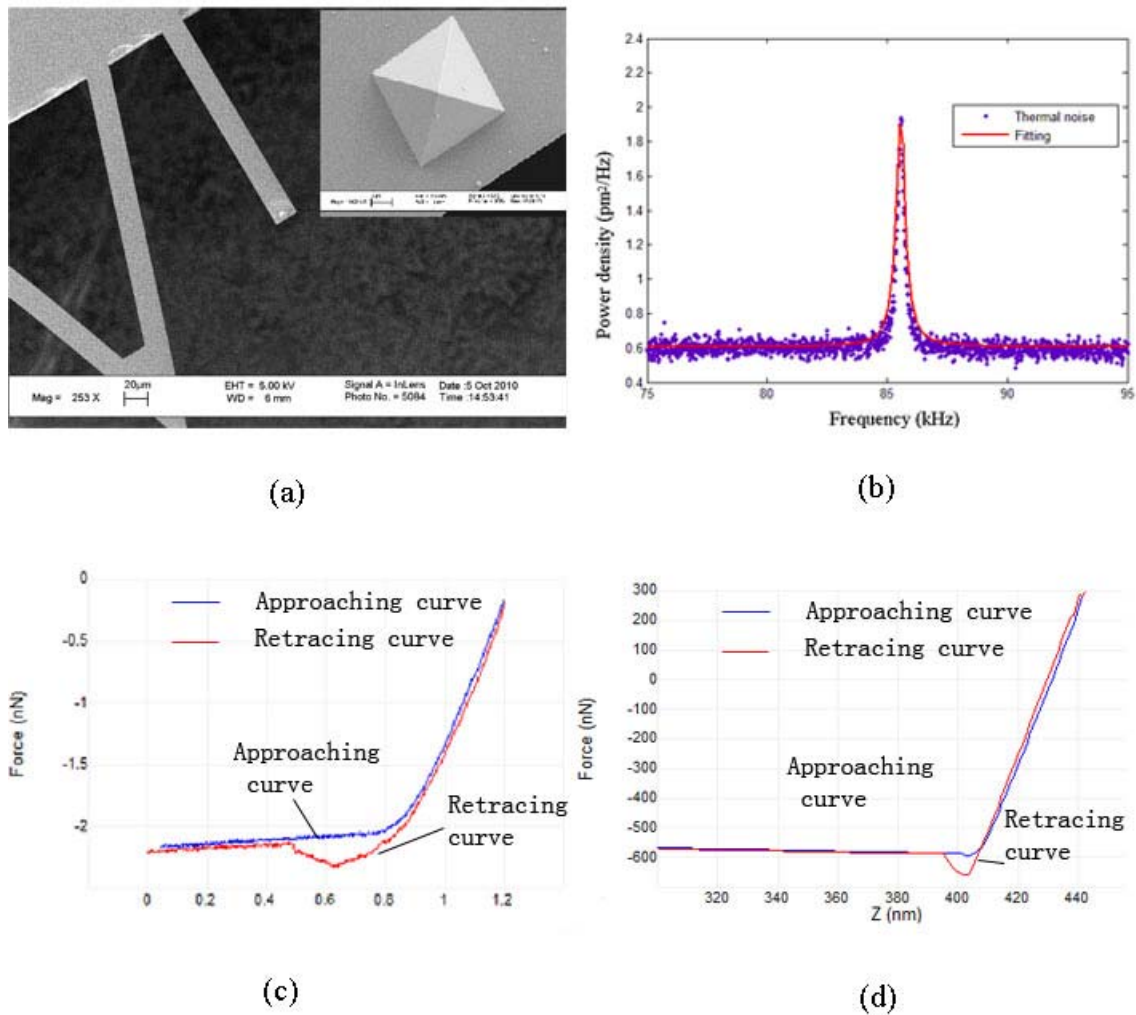 20μm
Mag = 253 X
EHT = 5.00 kV
WD = 6 mm
Signal A = InLens
Photo No. = 5084
Date :5 Oct 2010
Time :14:53:41
(a)
2.4
2.2
2
1.8
1.6
1.4
1.2
1
0.8
0.6
0.4
75
80
85
90
95
Power density (pm²/Hz)
Frequency (kHz)
Thermal noise
Fitting
(b)
0
-0.5
-1
-1.5
-2
Force (nN)
Approaching curve
Retracing curve
Approaching
curve
Retracing
curve
0
0.2
0.4
0.6
0.8
1
1.2
(c)
300
200
100
0
-100
-200
-300
-400
-500
-600
Force (nN)
Approaching curve
Retracing curve
Approaching
curve
Retracing
curve
320
340
360
380
400
420
440
Z (nm)
(d)